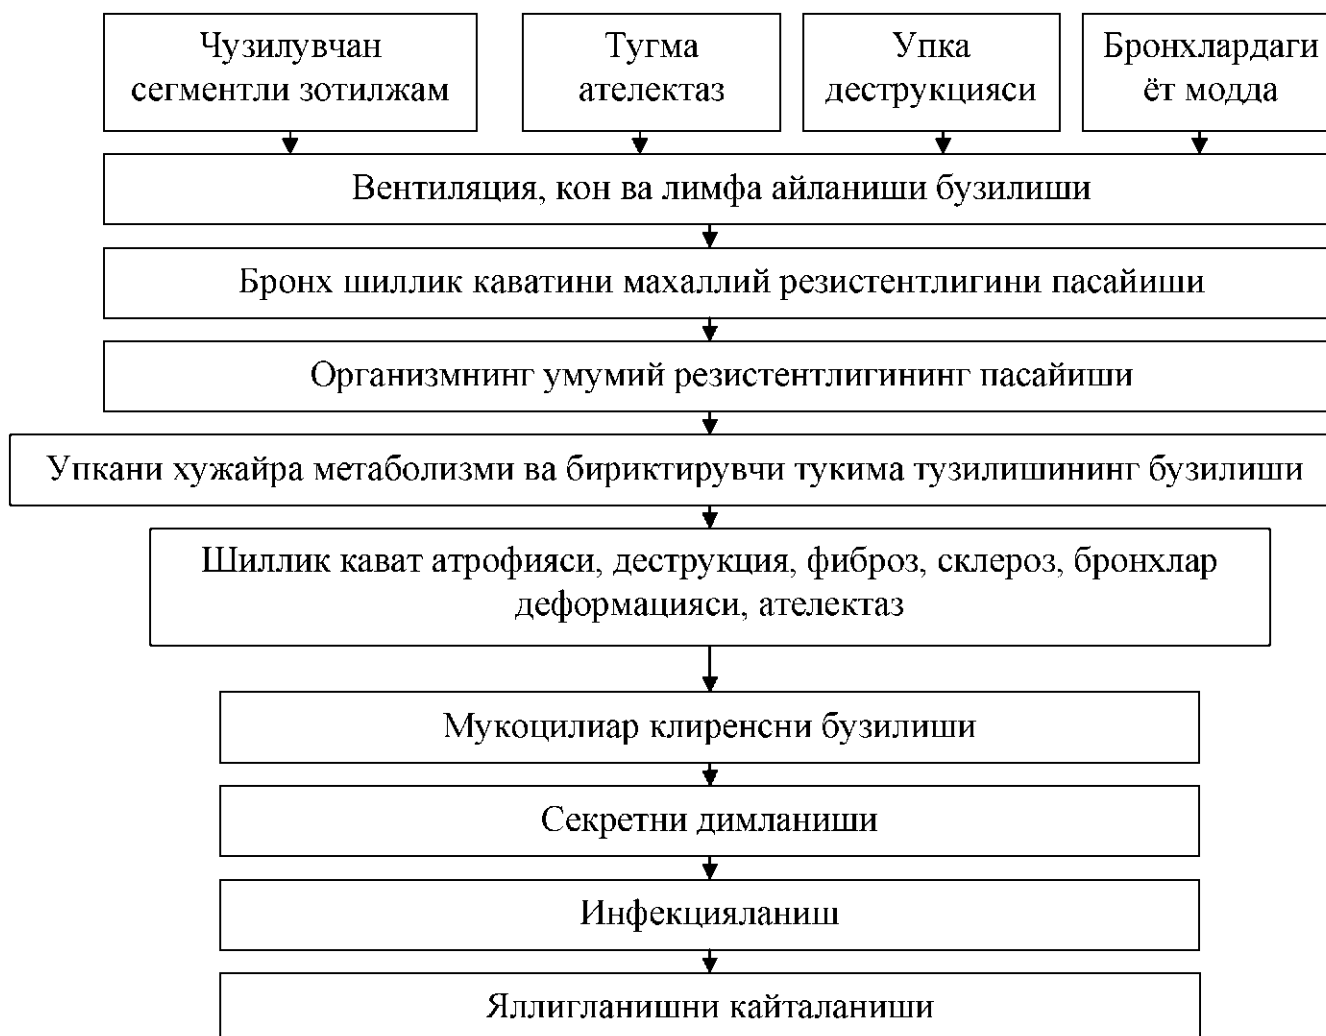 Чузилувчан
сегментли зотилжам
Тугма
ателектаз
Упка
деструкцияси
Бронхлардаги
ёт модда
Вентиляция, кон ва лимфа айланиши бузилиши
Бронх шиллик каватини махаллий резистентлигини пасайиши
Организмнинг умумий резистентлигининг пасайиши
Упкани хужайра метаболизми ва бириктирувчи тукима тузилишининг бузилиши
Шиллик кават атрофияси, деструкция, фиброз, склероз, бронхлар
деформацияси, ателектаз
Мукоцилиар клиренсни бузилиши
Секретни димланиши
Инфекцияланиш
Яллигланишни кайталаниши